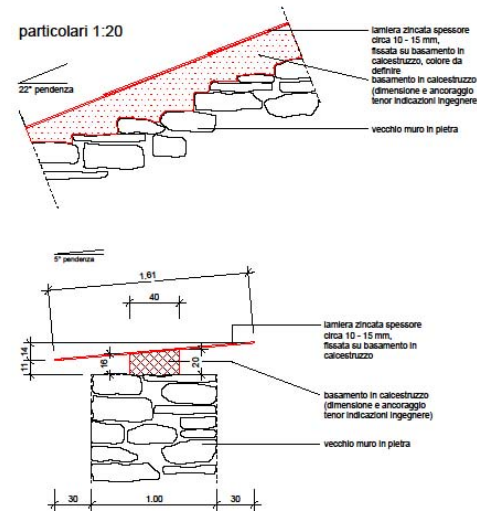 particolari 1:20
lamiera zincata spessore
circa 10 - 15 mm,
fissata su basamento in
calcestruzzo, colore da
definire
basamento in calcestruzzo
(dimensione e ancoraggio
tenor indicazioni ingegnere
22° pendenza
vecchio muro in pietra
5° pendenza
1.61
40
lamiera zincata spessore
circa 10 - 15 mm,
fissata su basamento in
calcestruzzo
11 14
16
20
basamento in calcestruzzo
(dimensione e ancoraggio
tenor indicazioni ingegnere)
vecchio muro in pietra
30 1.00 30